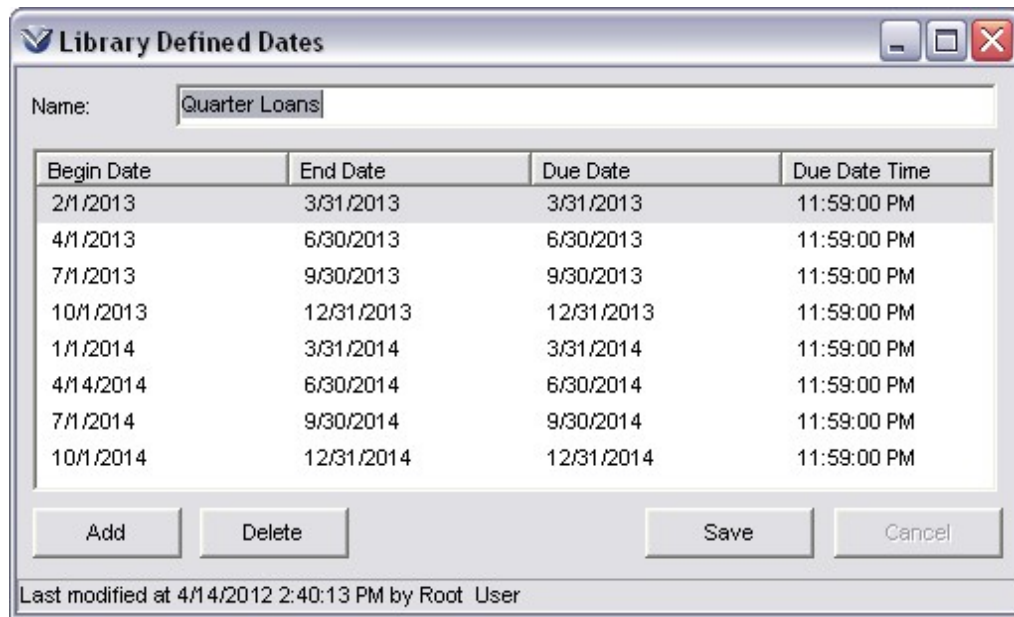 Library Defined Dates
Name: Quarter Loans
Begin Date End Date Due Date Due Date Time
2/1/2013 3/31/2013 3/31/2013 11:59:00 PM
4/1/2013 6/30/2013 6/30/2013 11:59:00 PM
7/1/2013 9/30/2013 9/30/2013 11:59:00 PM
10/1/2013 12/31/2013 12/31/2013 11:59:00 PM
1/1/2014 3/31/2014 3/31/2014 11:59:00 PM
4/14/2014 6/30/2014 6/30/2014 11:59:00 PM
7/1/2014 9/30/2014 9/30/2014 11:59:00 PM
10/1/2014 12/31/2014 12/31/2014 11:59:00 PM
Add Delete Save Cancel
Last modified at 4/14/2012 2:40:13 PM by Root User